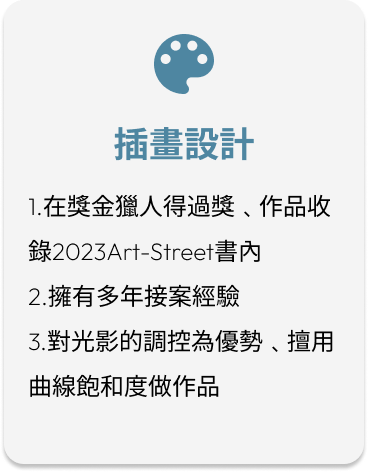 插畫設計
1.在獎金獵人得過獎﹑作品收
錄2023Art-Street書內
2.擁有多年接案經驗
3.對光影的調控為優勢﹑擅用
曲線飽和度做作品